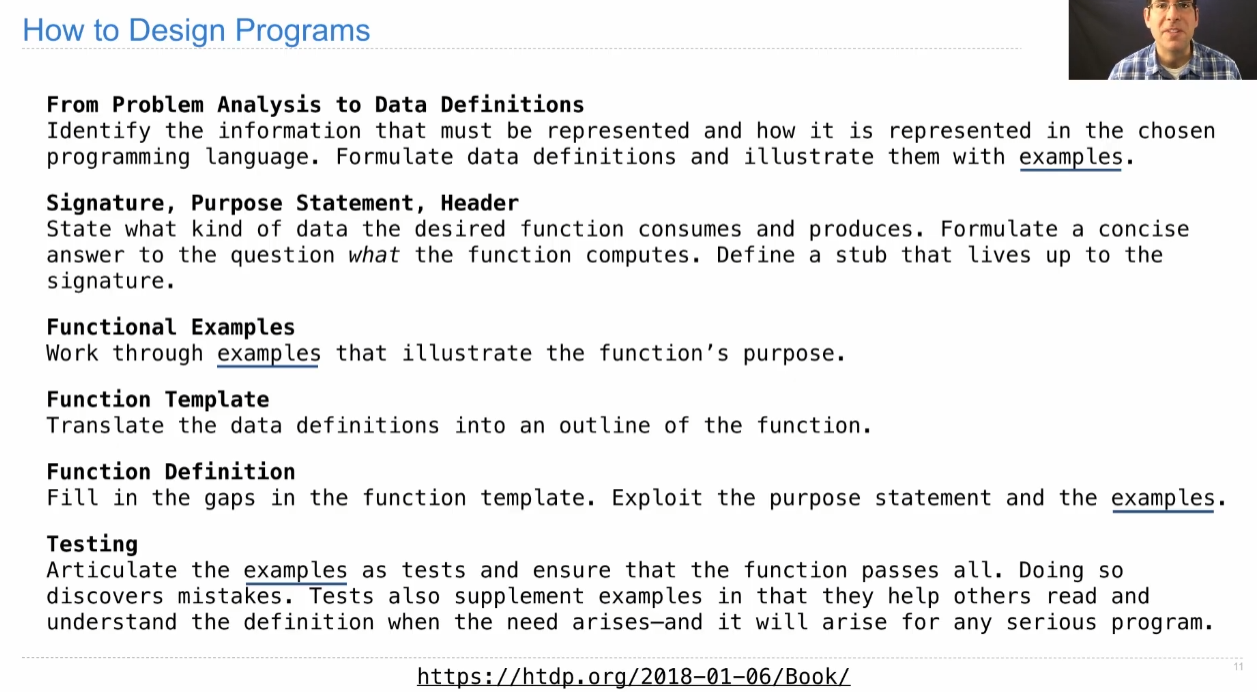 How to Design Programs
From Problem Analysis to Data Definitions
Identify the information that must be represented and how it is represented in the chosen
programming language. Formulate data definitions and illustrate them with examples.
Signature, Purpose Statement, Header
State what kind of data the desired function consumes and produces. Formulate a concise
answer to the question what the function computes. Define a stub that lives up to the
signature.
Functional Examples
Work through examples that illustrate the function’s purpose.
Function Template
Translate the data definitions into an outline of the function.
Function Definition
Fill in the gaps in the function template. Exploit the purpose statement and the examples.
Testing
Articulate the examples as tests and ensure that the function passes all. Doing so
discovers mistakes. Tests also supplement examples in that they help others read and
understand the definition when the need arises—and it will arise for any serious program.
11
https://htdp.org/2018-01-06/Book/